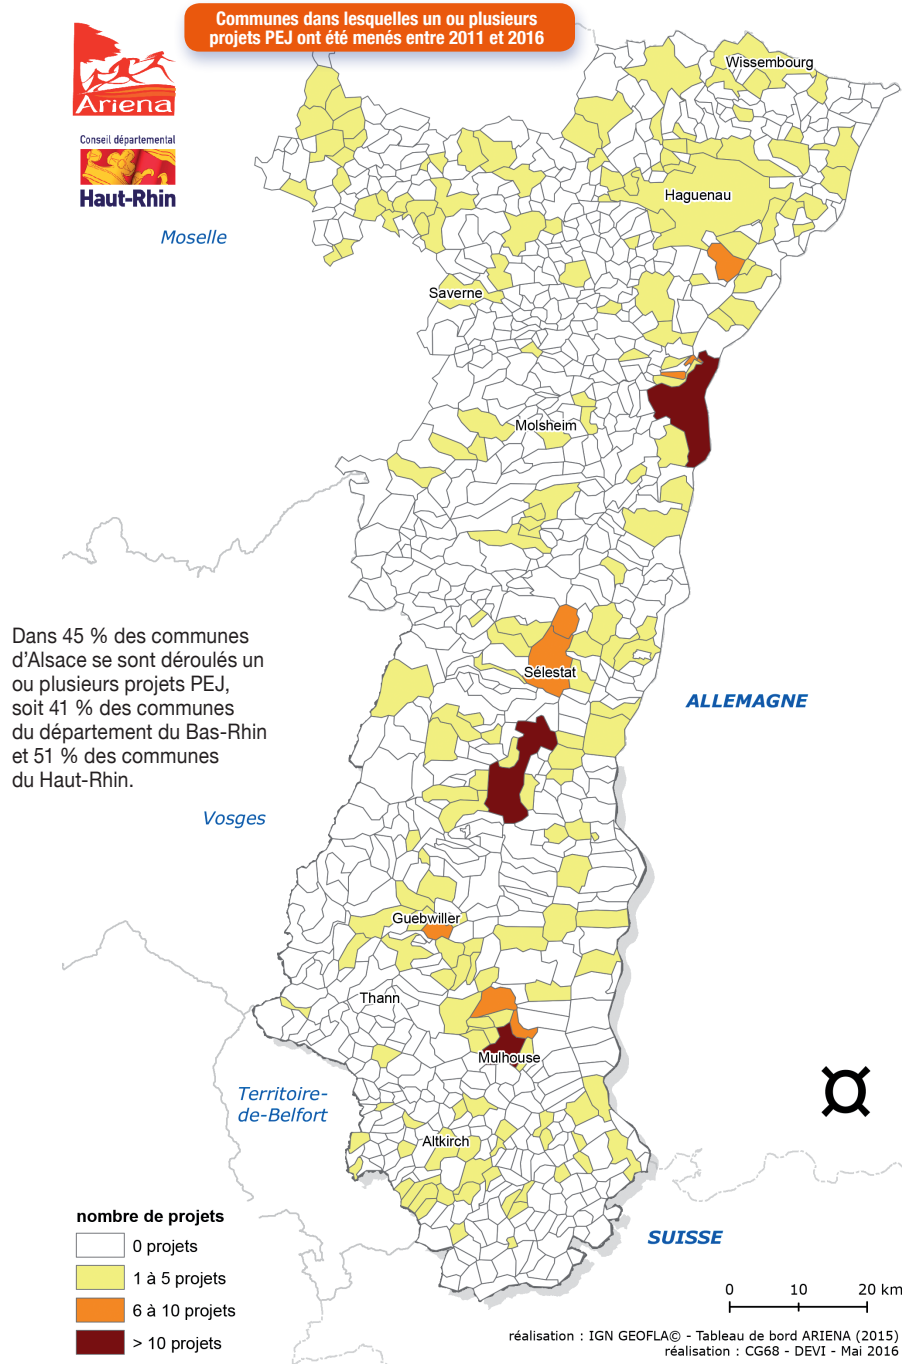 Communes dans lesquelles un ou plusieurs
projets PEJ ont été menés entre 2011 et 2016
Ariena
Conseil départemental
Haut-Rhin
Wissembourg
Haguenau
Moselle
Saverne
Molsheim
Dans 45 % des communes
d’Alsace se sont déroulés un
ou plusieurs projets PEJ,
soit 41 % des communes
du département du Bas-Rhin
et 51 % des communes
du Haut-Rhin.
Sélestat
ALLEMAGNE
Vosges
Guebwiller
Thann
Mulhouse
Territoire-
de-Belfort
Altkirch
SUISSE
nombre de projets
0 projets
1 à 5 projets
6 à 10 projets
> 10 projets
0 10 20 km
réalisation : IGN GEOFLA© - Tableau de bord ARIENA (2015)
réalisation : CG68 - DEVI - Mai 2016